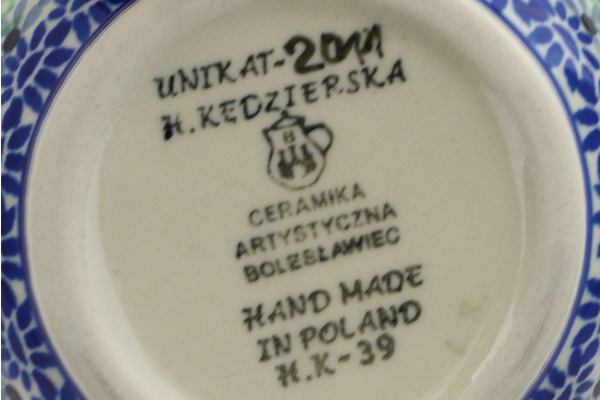 UNIKAT-2011
H.KĘDZIERSKA
B
CERAMIKA
ARTYSTYCZNA
BOLESŁAWIEC
HAND MADE
IN POLAND
H.K-39